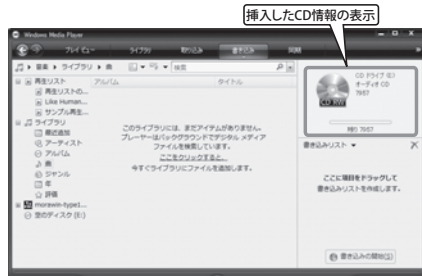 挿入したCD情報の表示
Windows Media Player
プレイ ビュー
ライブラリ
取り込み
書き込み
同期
音楽 ▸ ライブラリ ▸ 曲
検索
再生リスト
再生リストの...
Like Human...
サンプル再生...
ライブラリ
最近追加
アーティスト
アルバム
曲
ジャンル
年
評価
morawin-type1...
空のディスク (E:)
アルバム
タイトル
このライブラリには、まだアイテムがありません。
プレーヤーはバックグラウンドでデジタル メディア
ファイルを検索しています。
ここをクリックすると、
今すぐライブラリにファイルを追加します。
CD ドライブ (E:)
オーディオ CD
79分
CD RW
残り 79分
書き込みリスト
ここに項目をドラッグして
書き込みリストを作成します。
書き込みの開始(S)